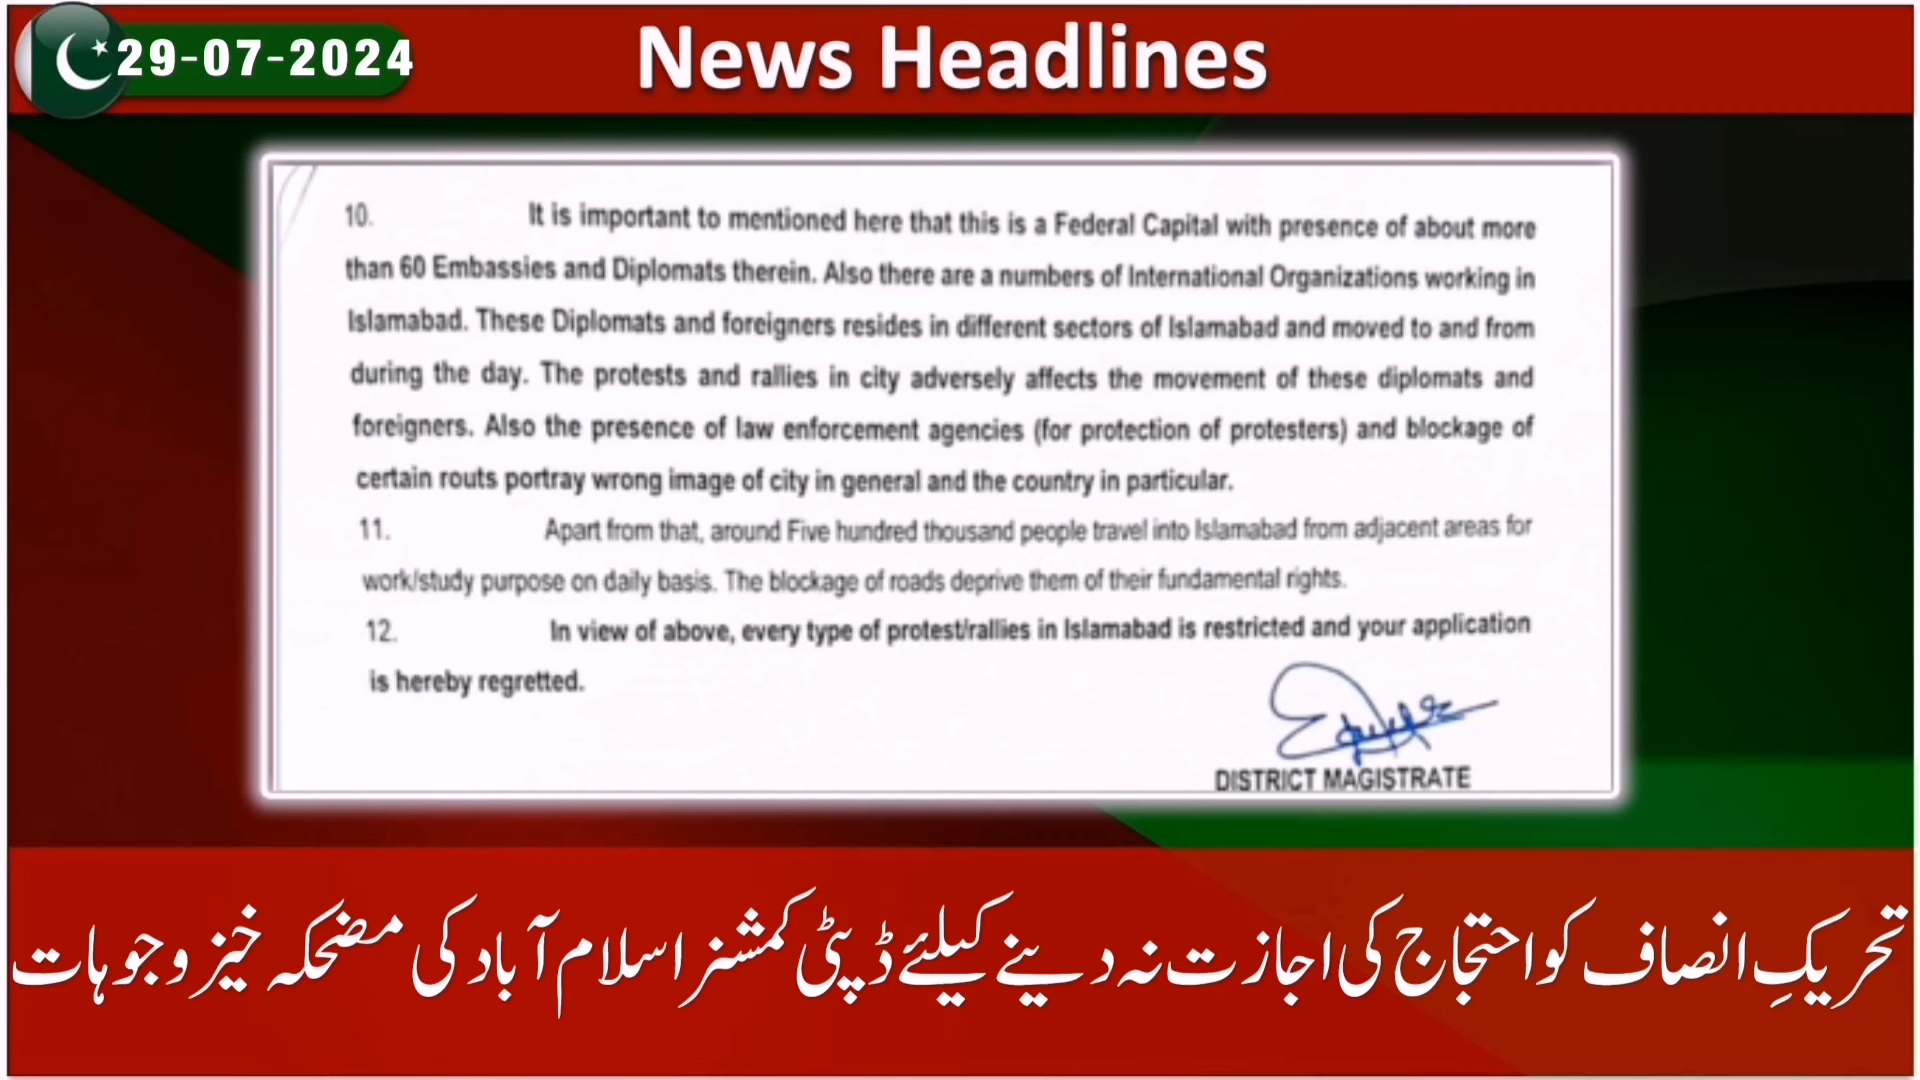 29-07-2024
News Headlines
10. It is important to mentioned here that this is a Federal Capital with presence of about more
than 60 Embassies and Diplomats therein. Also there are a numbers of International Organizations working in
Islamabad. These Diplomats and foreigners resides in different sectors of Islamabad and moved to and from
during the day. The protests and rallies in city adversely affects the movement of these diplomats and
foreigners. Also the presence of law enforcement agencies (for protection of protesters) and blockage of
certain routs portray wrong image of city in general and the country in particular.
11. Apart from that, around Five hundred thousand people travel into Islamabad from adjacent areas for
work/study purpose on daily basis. The blockage of roads deprive them of their fundamental rights.
12. In view of above, every type of protest/rallies in Islamabad is restricted and your application
is hereby regretted.
DISTRICT MAGISTRATE
تحریکِ انصاف کو احتجاج کی اجازت نہ دینے کیلئے ڈپٹی کمشنر اسلام آباد کی مضحکہ خیز وجوہات